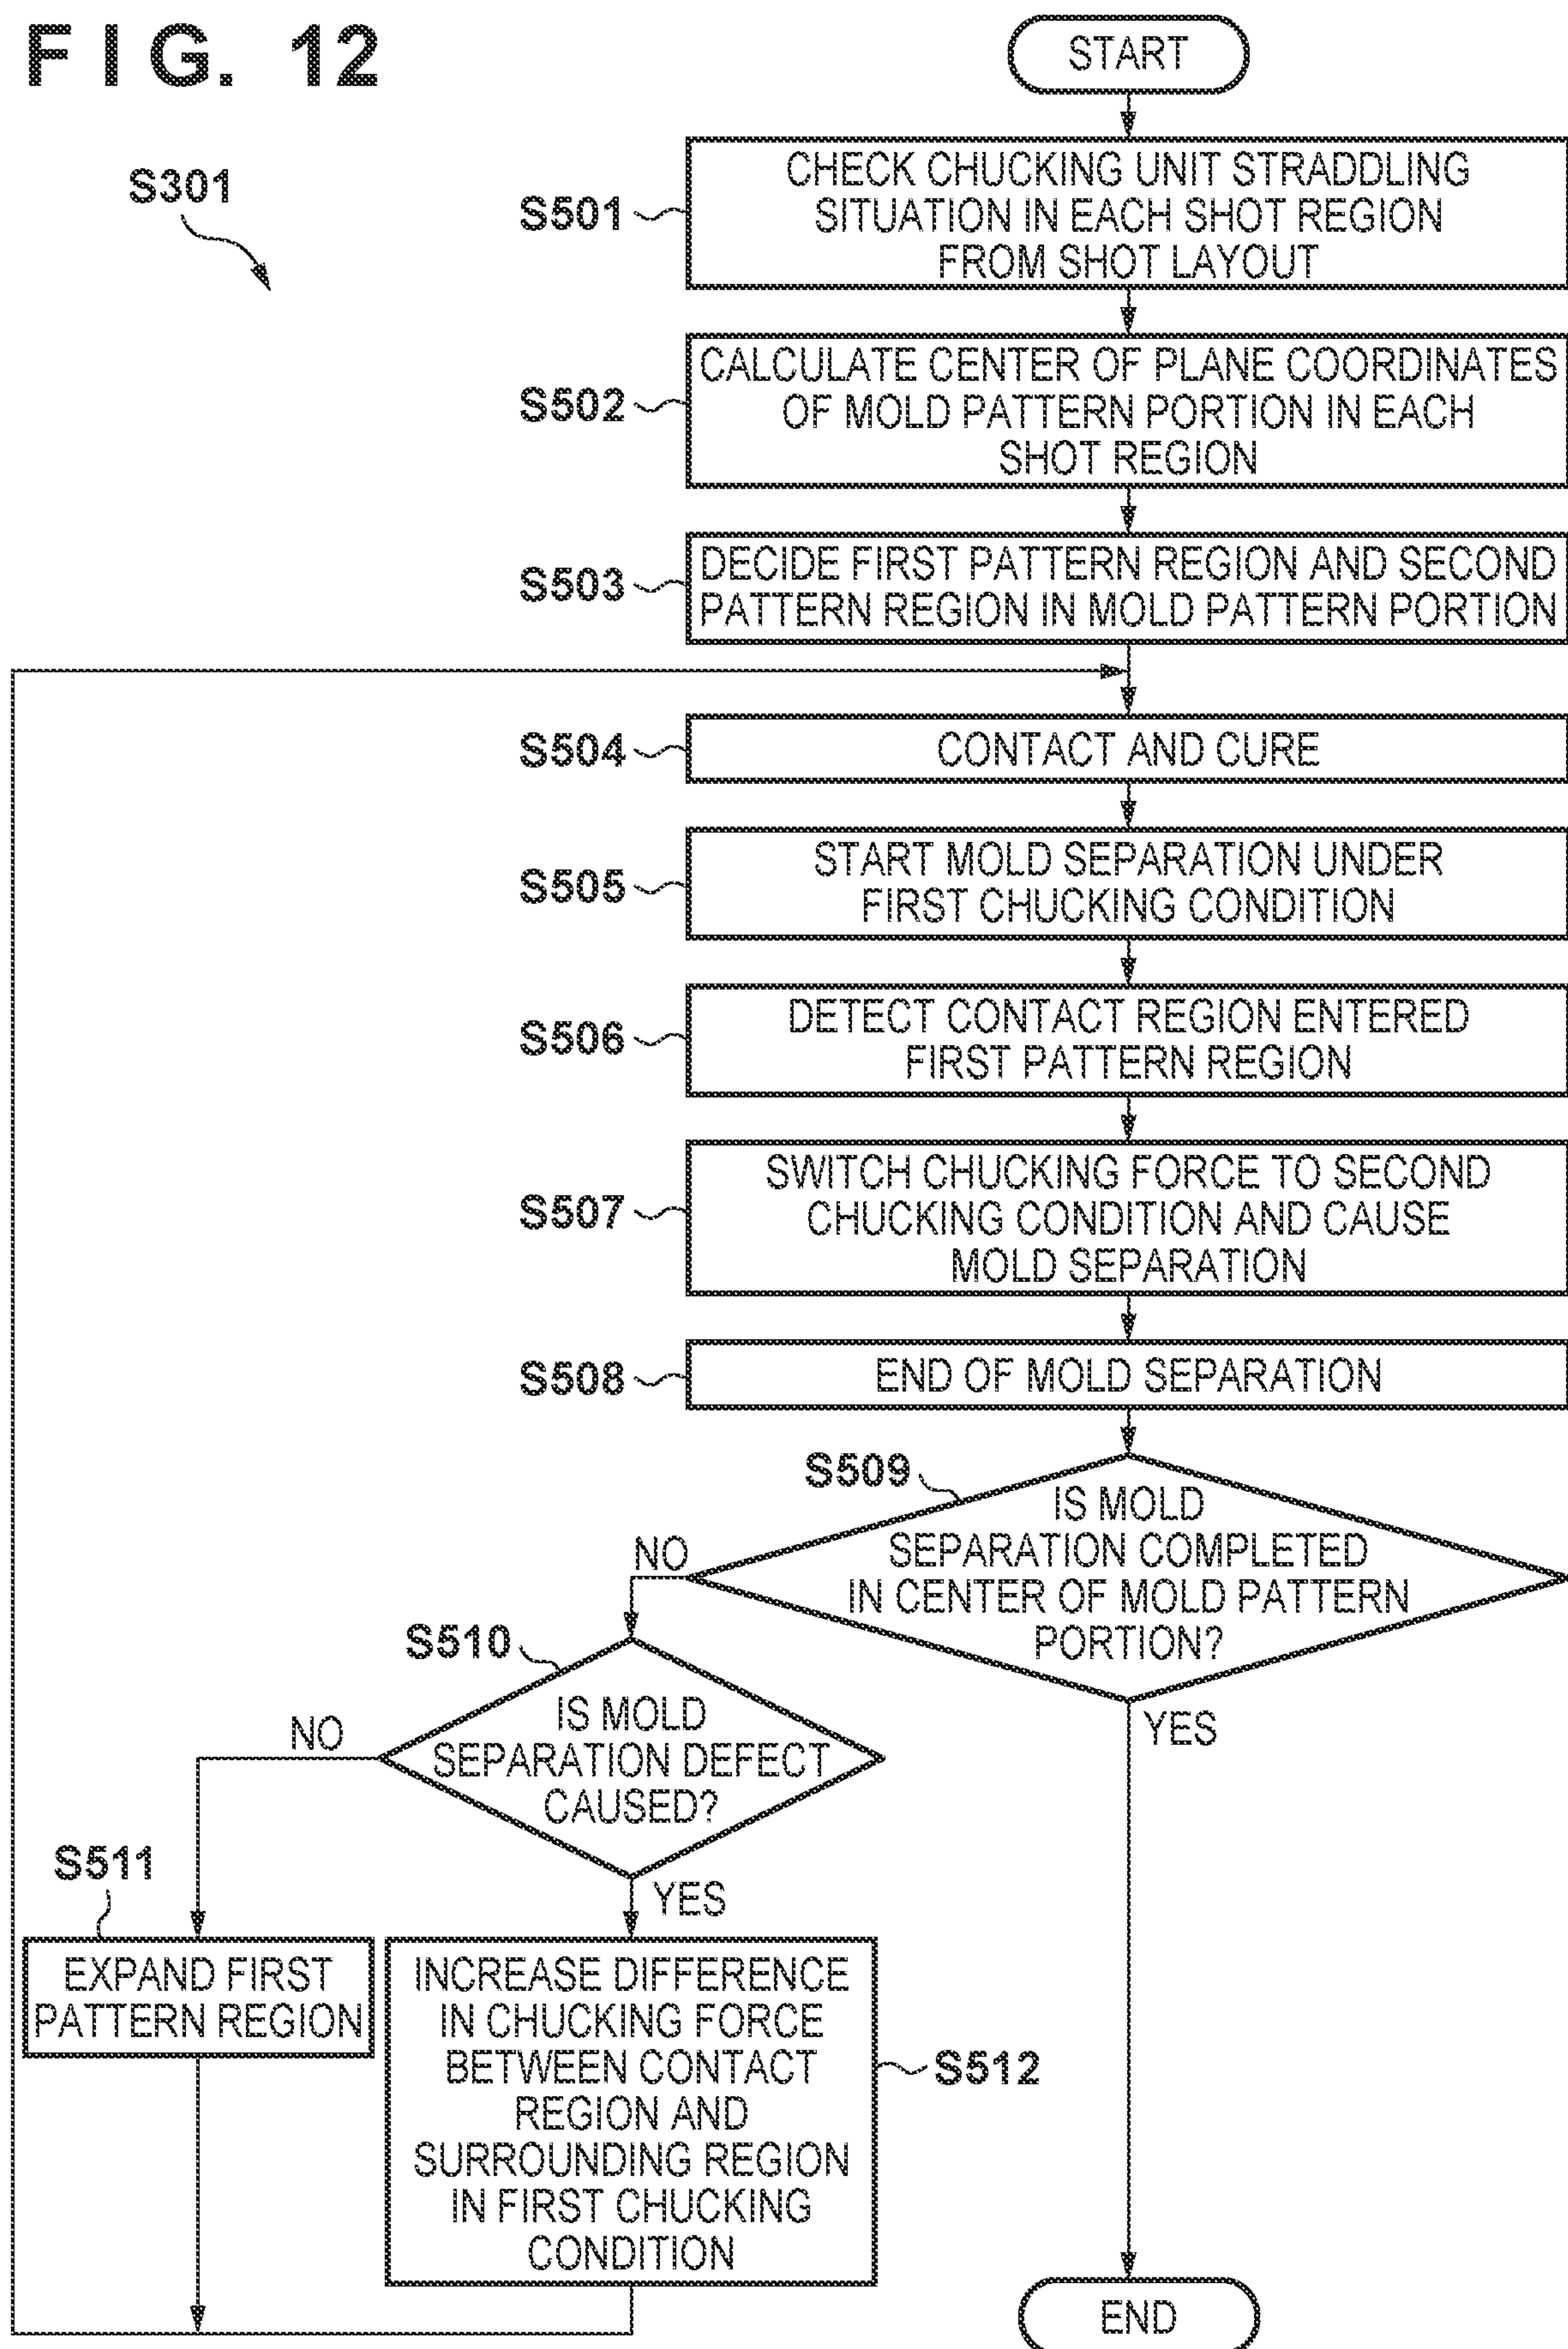 FIG. 12
START
S301
S501
CHECK CHUCKING UNIT STRADDLING
SITUATION IN EACH SHOT REGION
FROM SHOT LAYOUT
S502
CALCULATE CENTER OF PLANE COORDINATES
OF MOLD PATTERN PORTION IN EACH
SHOT REGION
S503
DECIDE FIRST PATTERN REGION AND SECOND
PATTERN REGION IN MOLD PATTERN PORTION
S504
CONTACT AND CURE
S505
START MOLD SEPARATION UNDER
FIRST CHUCKING CONDITION
S506
DETECT CONTACT REGION ENTERED
FIRST PATTERN REGION
S507
SWITCH CHUCKING FORCE TO SECOND
CHUCKING CONDITION AND CAUSE
MOLD SEPARATION
S508
END OF MOLD SEPARATION
S509
IS MOLD
SEPARATION COMPLETED
IN CENTER OF MOLD PATTERN
PORTION?
NO
YES
S510
IS MOLD
SEPARATION DEFECT
CAUSED?
NO
YES
S511
EXPAND FIRST
PATTERN REGION
INCREASE DIFFERENCE
IN CHUCKING FORCE
BETWEEN CONTACT
REGION AND
SURROUNDING REGION
IN FIRST CHUCKING
CONDITION
S512
END